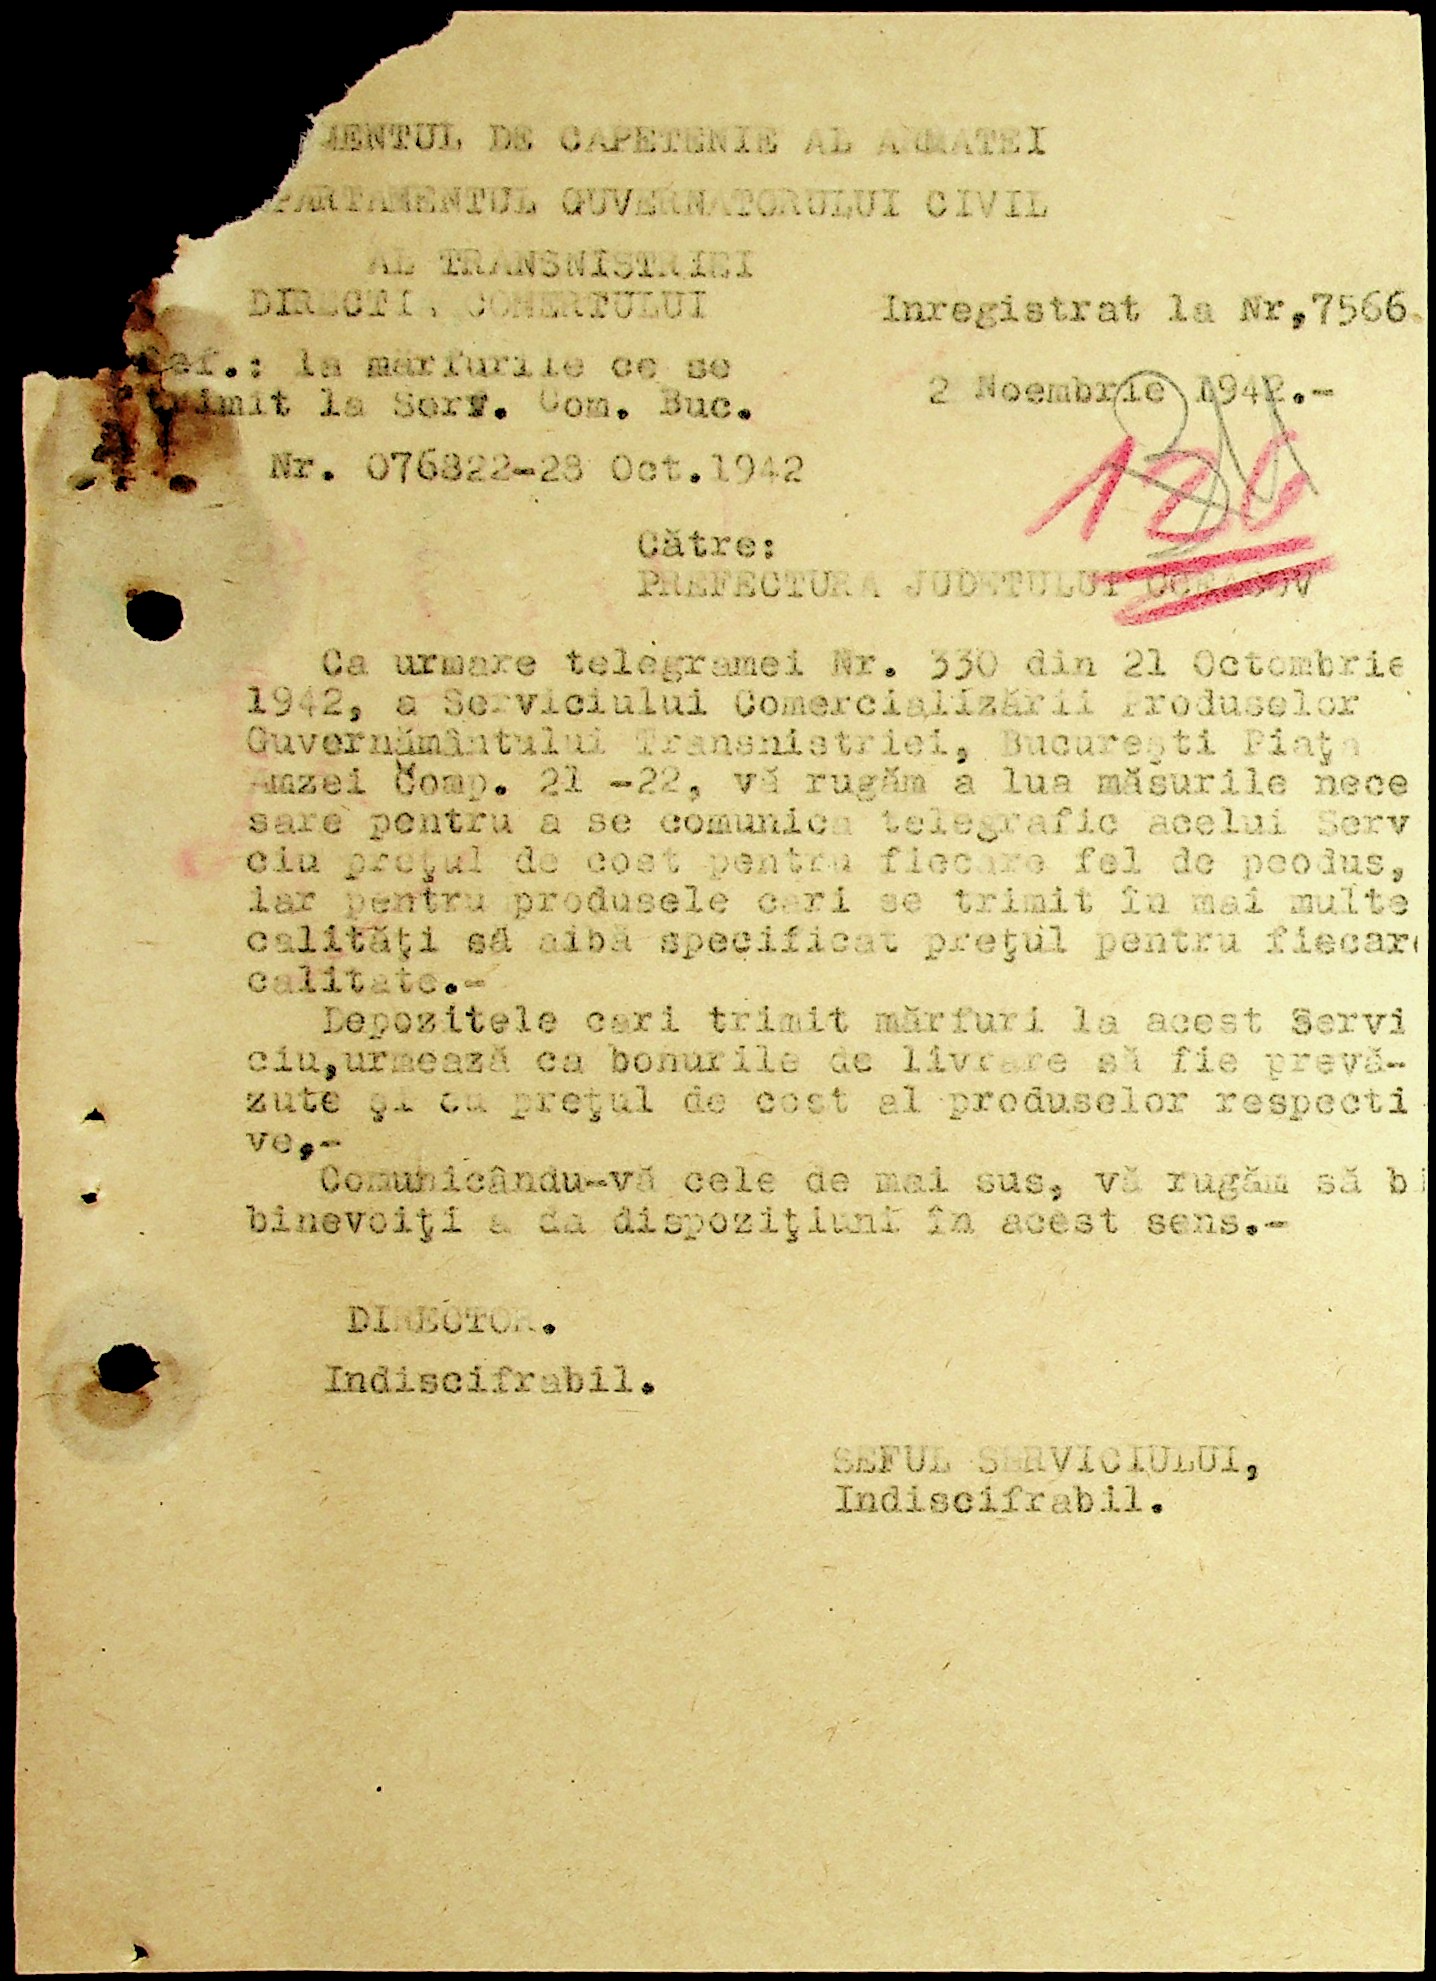 MENTUL DE CAPETENIE AL ARMATEI
PARTAMENTUL GUVERNATORULUI CIVIL
AL TRANSNISTRIEI
DIRECTI. COMERTULUI
Inregistrat la Nr,7566.
Ref.: la mărfurile ce se
trimit la Serv. Com. Buc.
2 Noembrie 1942.-
Nr. 076822-28 Oct.1942
126
Către:
PREFECTURA JUDETULUI OCEACOV
Ca urmare telegramei Nr. 330 din 21 Octombrie
1942, a Serviciului Comercializării Produselor
Guvernământului Transnistriei, Bucureşti Piaţa
Amzei Comp. 21 -22, vă rugăm a lua măsurile nece
sare pentru a se comunica telegrafic acelui Serv
ciu preţul de cost pentru fiecare fel de peodus,
iar pentru produsele cari se trimit în mai multe
calităţi să aibă specificat preţul pentru fiecare
calitate.-
Depozitele cari trimit mărfuri la acest Servi
ciu,urmează ca bonurile de livrare să fie prevă-
zute şi cu preţul de cost al produselor respecti
ve,-
Comunicându-vă cele de mai sus, vă rugăm să bi
binevoiţi a da dispoziţiuni în acest sens.-
DIRECTOR.
Indiscifrabil.
SEFUL SERVICIULUI,
Indiscifrabil.